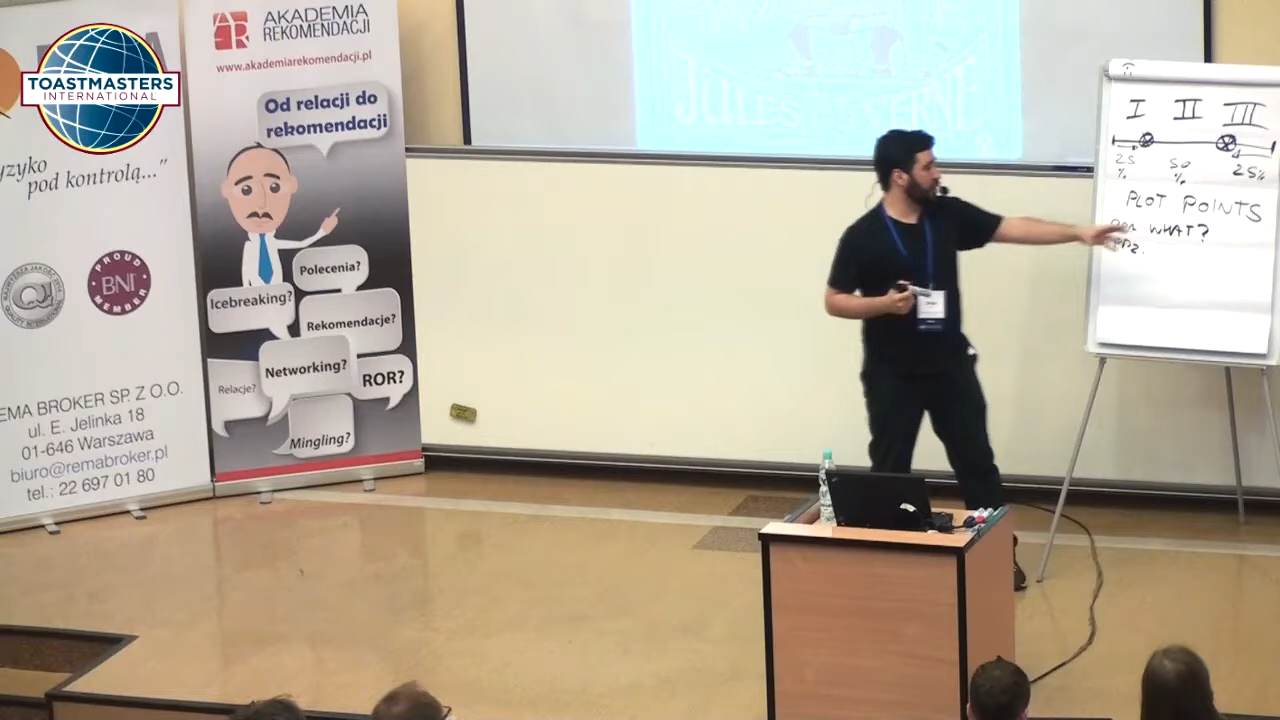 TOASTMASTERS
INTERNATIONAL
yzyko
pod kontrolą..."
PROUD
BNI
MEMBER
EMA BROKER SP. Z O.O.
ul. E. Jelinka 18
01-646 Warszawa
biuro@remabroker.pl
tel.: 22 697 01 80
AKADEMIA
REKOMENDACJI
www.akademiarekomendacji.pl
Od relacji do
rekomendacji
Polecenia?
Icebreaking?
Rekomendacje?
Networking?
Relacje?
ROR?
Mingling?
JULES VERNE
I II III
25 50 25%
% %
PLOT POINTS
WHAT?